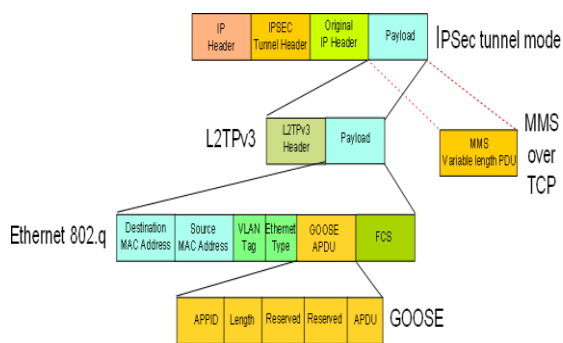 IP
Header
IPSEC
Tunnel Header
Original
IP Header
Payload
IPSec tunnel mode
L2TPv3
L2TPv3
Header
Payload
MMS
Variable length PDU
MMS
over
TCP
Ethernet 802.q
Destination
MAC Address
Source
MAC Address
VLAN
Tag
Ethernet
Type
GOOSE
APDU
FCS
APPID
Length
Reserved
Reserved
APDU
GOOSE